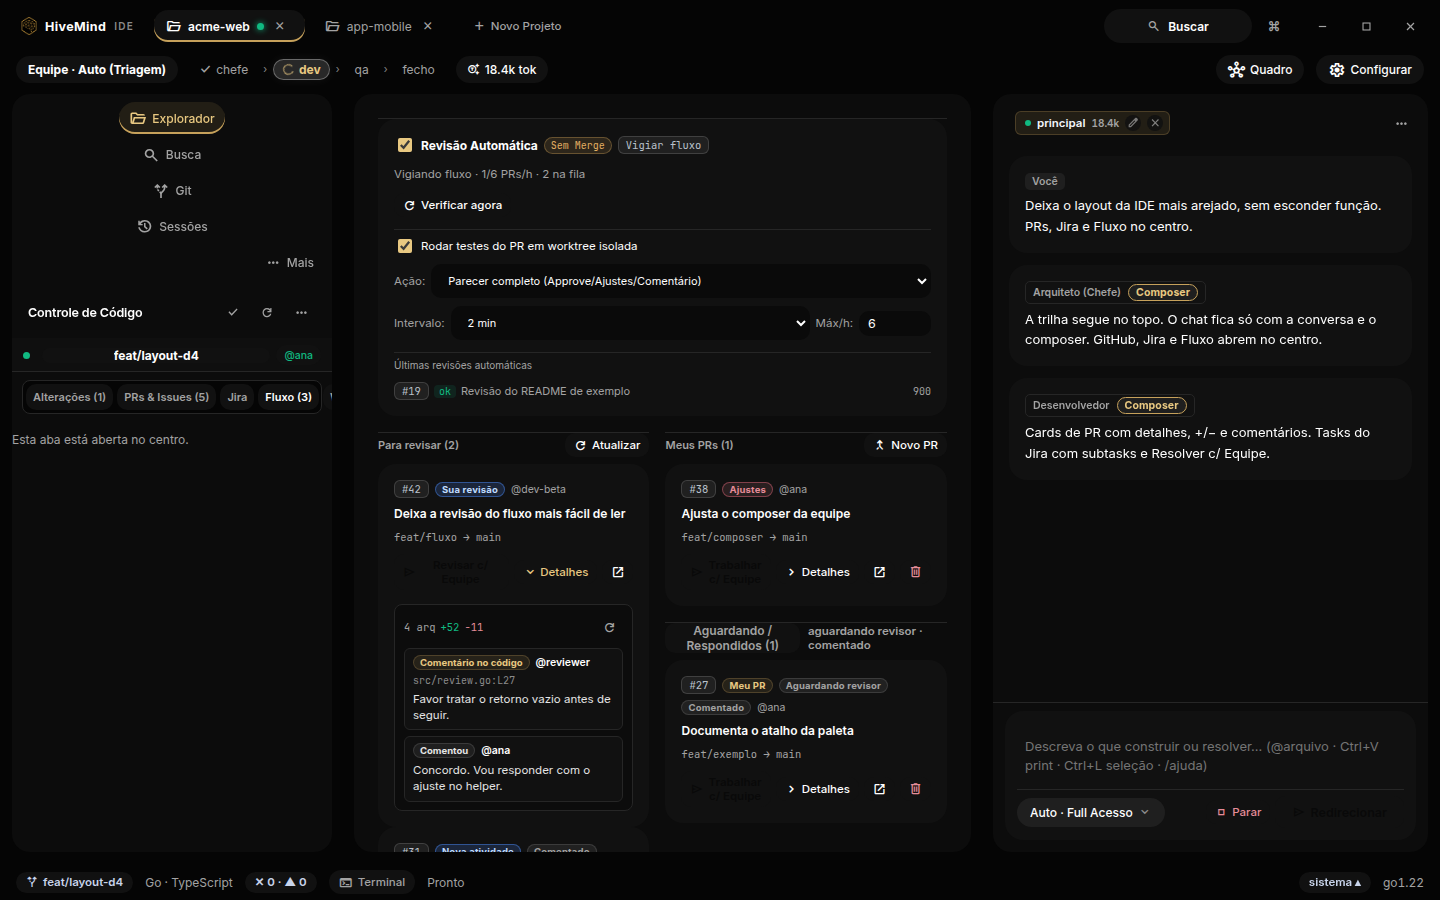 HiveMind IDE
acme-web
app-mobile
Novo Projeto
Buscar
Equipe · Auto (Triagem)
chefe
dev
qa
fecho
18.4k tok
Quadro
Configurar
Explorador
Busca
Git
Sessões
Mais
Controle de Código
feat/layout-d4
@ana
Alterações (1)
PRs & Issues (5)
Jira
Fluxo (3)
Esta aba está aberta no centro.
Revisão Automática
Sem Merge
Vigiar fluxo
Vigiando fluxo · 1/6 PRs/h · 2 na fila
Verificar agora
Rodar testes do PR em worktree isolada
Ação:
Parecer completo (Approve/Ajustes/Comentário)
Intervalo:
2 min
Máx/h:
6
Últimas revisões automáticas
#19
ok
Revisão do README de exemplo
900
Para revisar (2)
Atualizar
#42
Sua revisão
@dev-beta
Deixa a revisão do fluxo mais fácil de ler
feat/fluxo → main
Revisar c/
Equipe
Detalhes
4 arq +52 -11
Comentário no código
@reviewer
src/review.go:L27
Favor tratar o retorno vazio antes de
seguir.
Comentou
@ana
Concordo. Vou responder com o
ajuste no helper.
#31
Nova atividade
Comentado
Meus PRs (1)
Novo PR
#38
Ajustes
@ana
Ajusta o composer da equipe
feat/composer → main
Trabalhar
c/ Equipe
Detalhes
Aguardando /
Respondidos (1)
aguardando revisor ·
comentado
#27
Meu PR
Aguardando revisor
Comentado
@ana
Documenta o atalho da paleta
feat/exemplo → main
Trabalhar
c/ Equipe
Detalhes
principal
18.4k
Você
Deixa o layout da IDE mais arejado, sem esconder função.
PRs, Jira e Fluxo no centro.
Arquiteto (Chefe)
Composer
A trilha segue no topo. O chat fica só com a conversa e o
composer. GitHub, Jira e Fluxo abrem no centro.
Desenvolvedor
Composer
Cards de PR com detalhes, +/− e comentários. Tasks do
Jira com subtasks e Resolver c/ Equipe.
Descreva o que construir ou resolver... (@arquivo · Ctrl+V
print · Ctrl+L seleção · /ajuda)
Auto · Full Acesso
Parar
Redirecionar
feat/layout-d4
Go · TypeScript
✕ 0 · ▲ 0
Terminal
Pronto
sistema ▴
go1.22